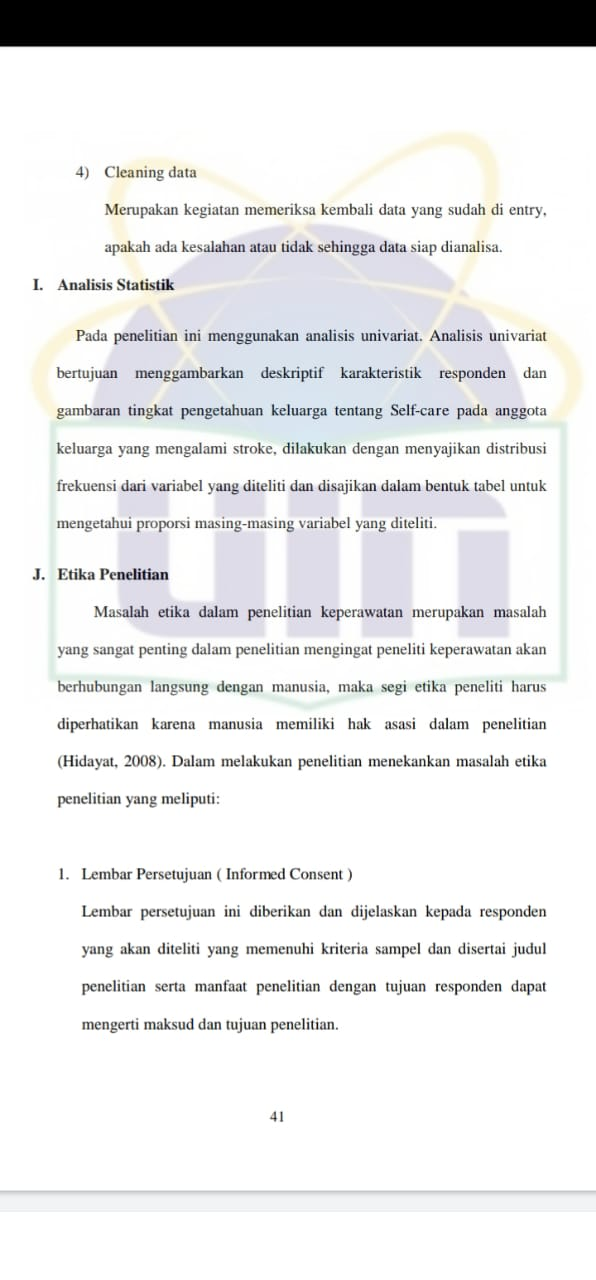 4) Cleaning data
Merupakan kegiatan memeriksa kembali data yang sudah di entry,
apakah ada kesalahan atau tidak sehingga data siap dianalisa.
I. Analisis Statistik
Pada penelitian ini menggunakan analisis univariat. Analisis univariat
bertujuan menggambarkan deskriptif karakteristik responden dan
gambaran tingkat pengetahuan keluarga tentang Self-care pada anggota
keluarga yang mengalami stroke, dilakukan dengan menyajikan distribusi
frekuensi dari variabel yang diteliti dan disajikan dalam bentuk tabel untuk
mengetahui proporsi masing-masing variabel yang diteliti.
J. Etika Penelitian
Masalah etika dalam penelitian keperawatan merupakan masalah
yang sangat penting dalam penelitian mengingat peneliti keperawatan akan
berhubungan langsung dengan manusia, maka segi etika peneliti harus
diperhatikan karena manusia memiliki hak asasi dalam penelitian
(Hidayat, 2008). Dalam melakukan penelitian menekankan masalah etika
penelitian yang meliputi:
1. Lembar Persetujuan ( Informed Consent )
Lembar persetujuan ini diberikan dan dijelaskan kepada responden
yang akan diteliti yang memenuhi kriteria sampel dan disertai judul
penelitian serta manfaat penelitian dengan tujuan responden dapat
mengerti maksud dan tujuan penelitian.
41
uin